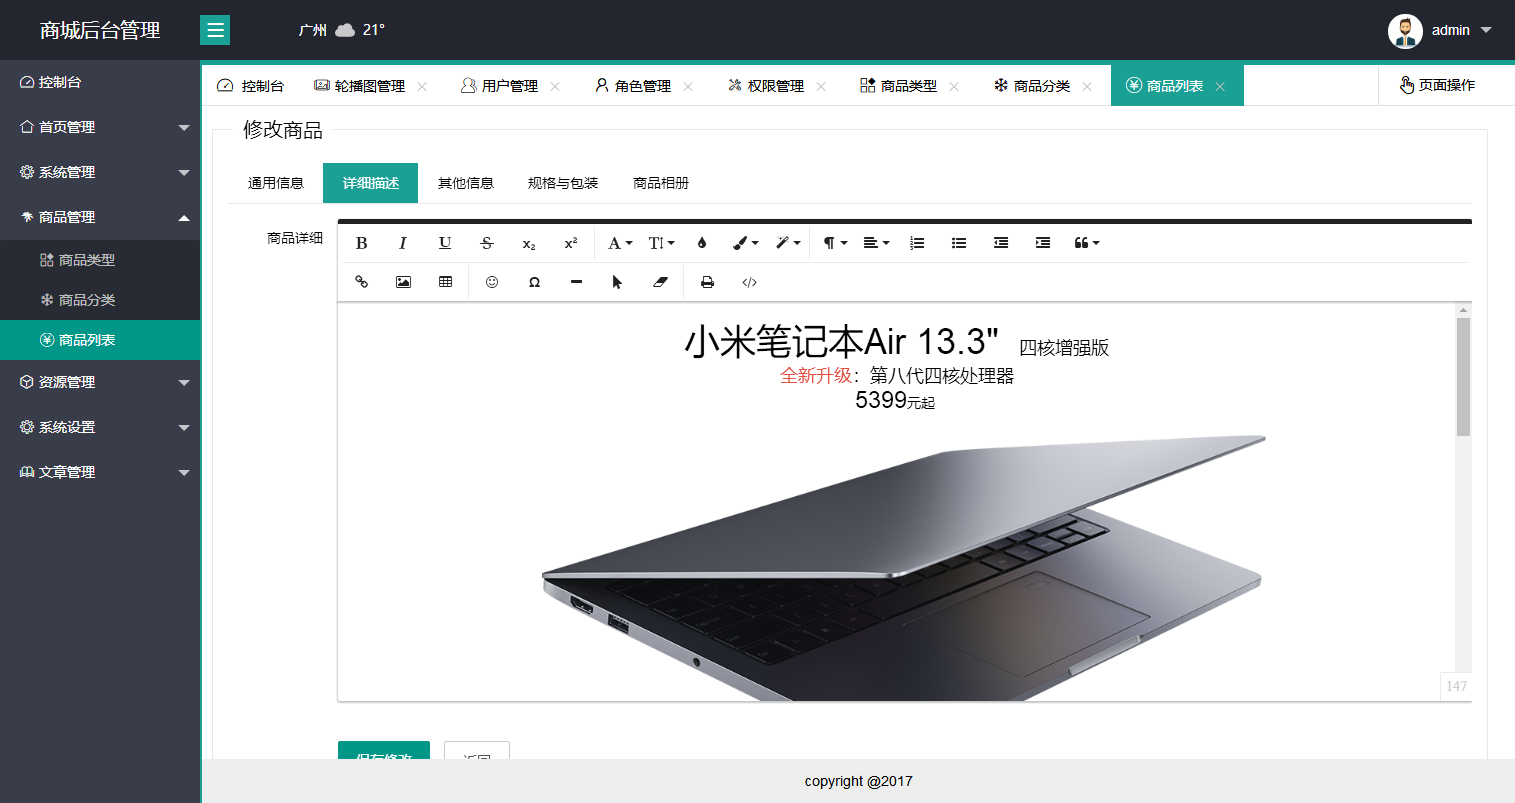 商城后台管理
广州 21°
admin
控制台
首页管理
系统管理
商品管理
商品类型
商品分类
商品列表
资源管理
系统设置
文章管理
控制台 轮播图管理 用户管理 角色管理 权限管理 商品类型 商品分类 商品列表 页面操作
修改商品
通用信息 详细描述 其他信息 规格与包装 商品相册
商品详细
小米笔记本Air 13.3" 四核增强版
全新升级：第八代四核处理器
5399元起
147
保存修改 返回
copyright @2017